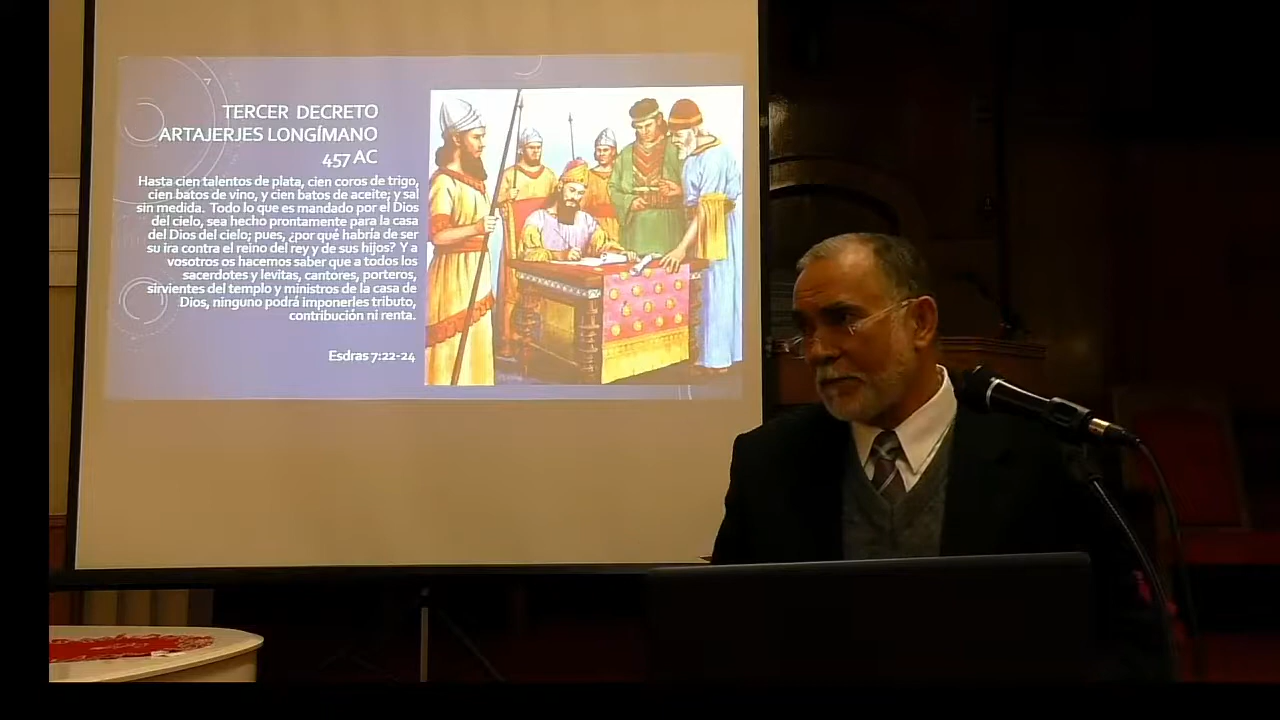 7
TERCER DECRETO
ARTAJERJES LONGÍMANO
457 AC
Hasta cien talentos de plata, cien coros de trigo,
cien batos de vino, y cien batos de aceite; y sal
sin medida. Todo lo que es mandado por el Dios
del cielo, sea hecho prontamente para la casa
del Dios del cielo; pues, ¿por qué habría de ser
su ira contra el reino del rey y de sus hijos? Y a
vosotros os hacemos saber que a todos los
sacerdotes y levitas, cantores, porteros,
sirvientes del templo y ministros de la casa de
Dios, ninguno podrá imponerles tributo,
contribución ni renta.
Esdras 7:22-24